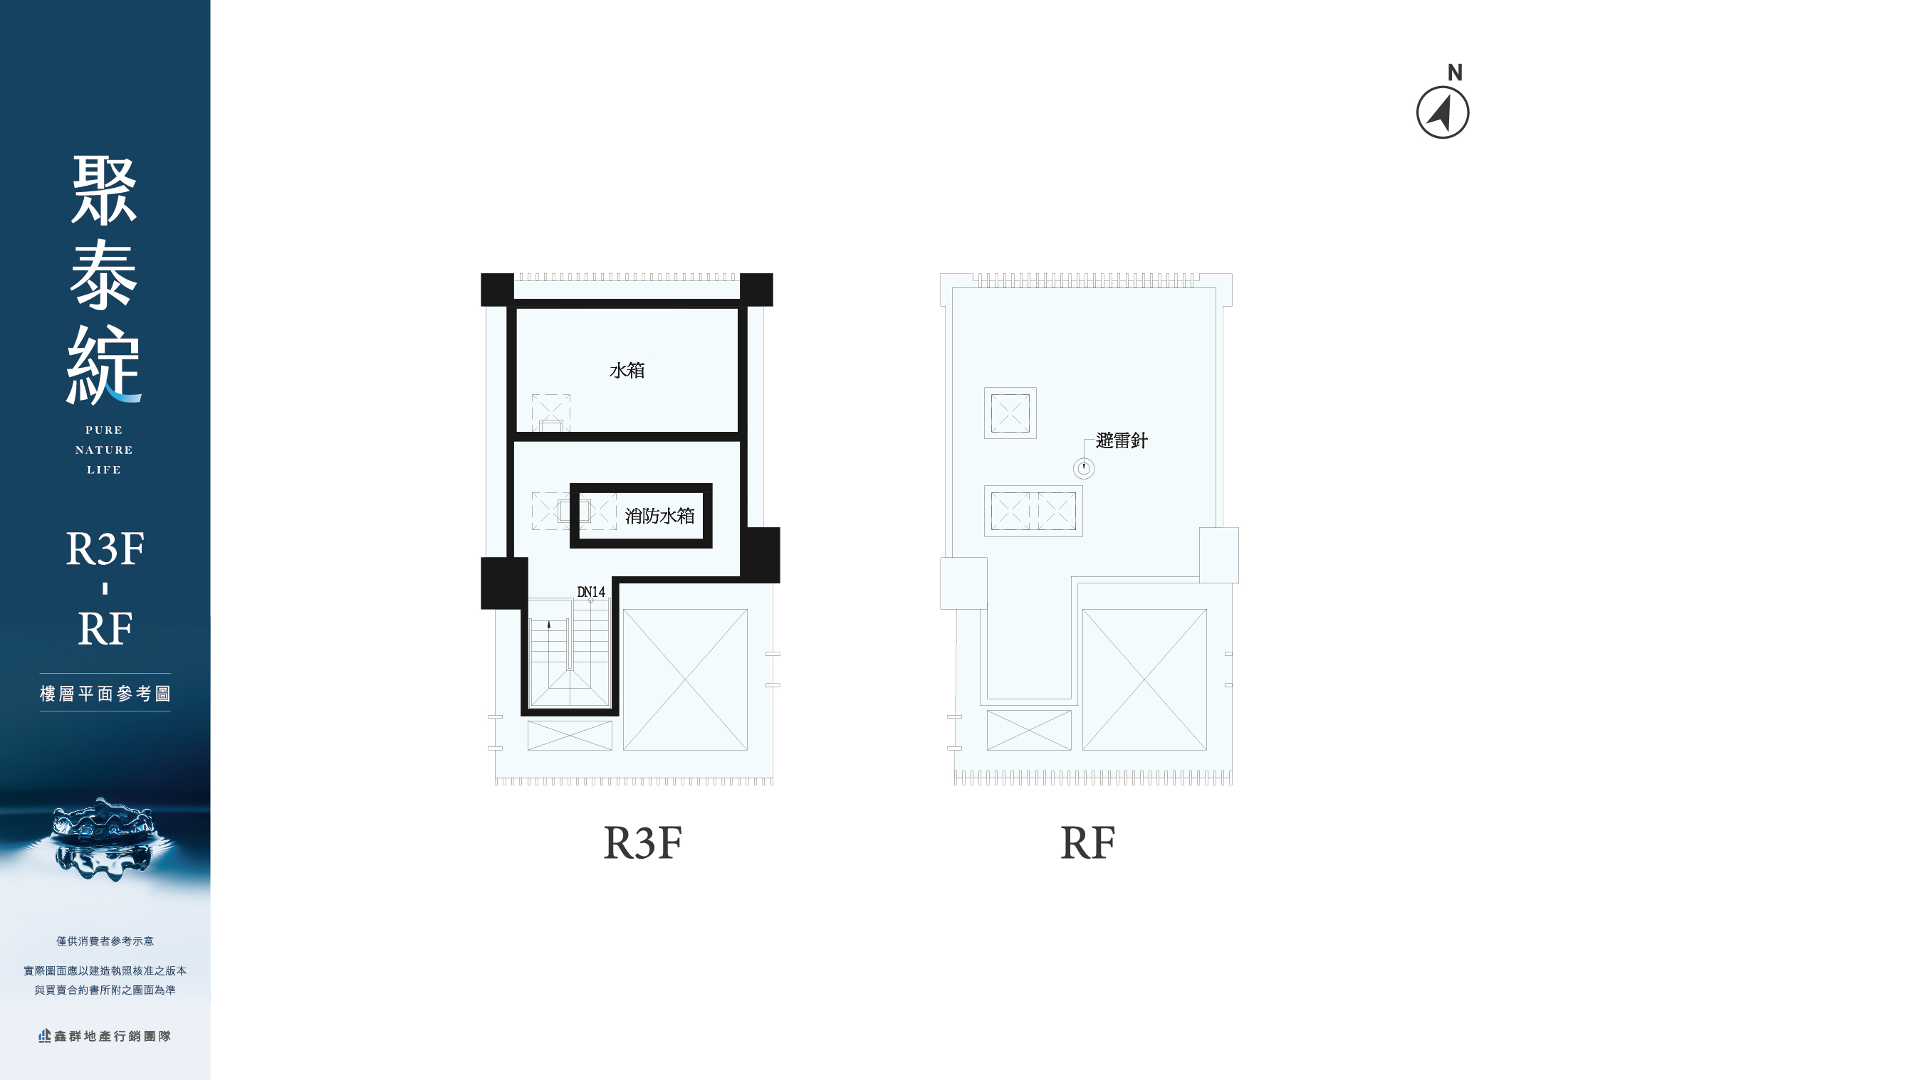 聚泰綻
PURE
NATURE
LIFE
R3F
-
RF
樓層平面參考圖
僅供消費者參考示意
實際圖面應以建造執照核准之版本
與買賣合約書所附之圖面為準
鑫群地產行銷團隊
N
水箱
消防水箱
DN14
R3F
避雷針
RF